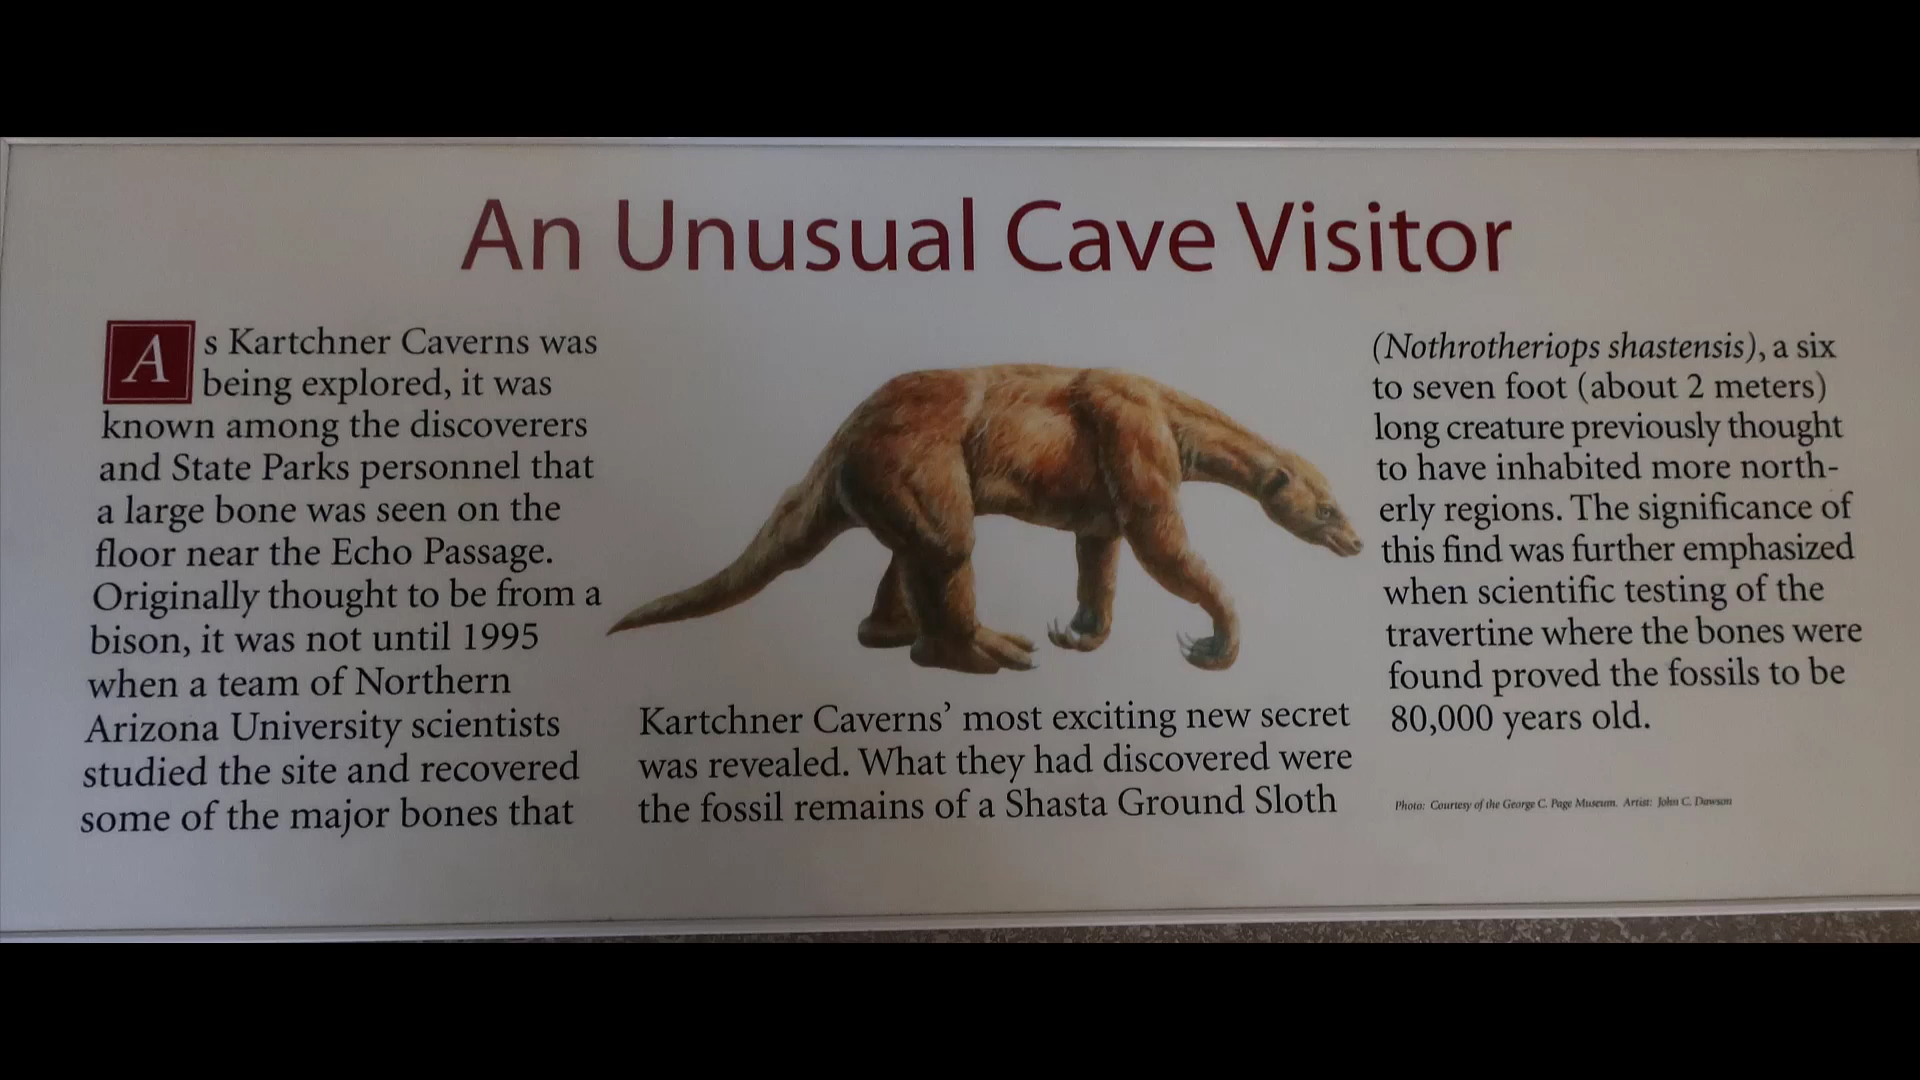 An Unusual Cave Visitor
As Kartchner Caverns was
being explored, it was
known among the discoverers
and State Parks personnel that
a large bone was seen on the
floor near the Echo Passage.
Originally thought to be from a
bison, it was not until 1995
when a team of Northern
Arizona University scientists
studied the site and recovered
some of the major bones that
Kartchner Caverns’ most exciting new secret
was revealed. What they had discovered were
the fossil remains of a Shasta Ground Sloth
(Nothrotheriops shastensis), a six
to seven foot (about 2 meters)
long creature previously thought
to have inhabited more north-
erly regions. The significance of
this find was further emphasized
when scientific testing of the
travertine where the bones were
found proved the fossils to be
80,000 years old.
Photo: Courtesy of the George C. Page Museum. Artist: John C. Dawson